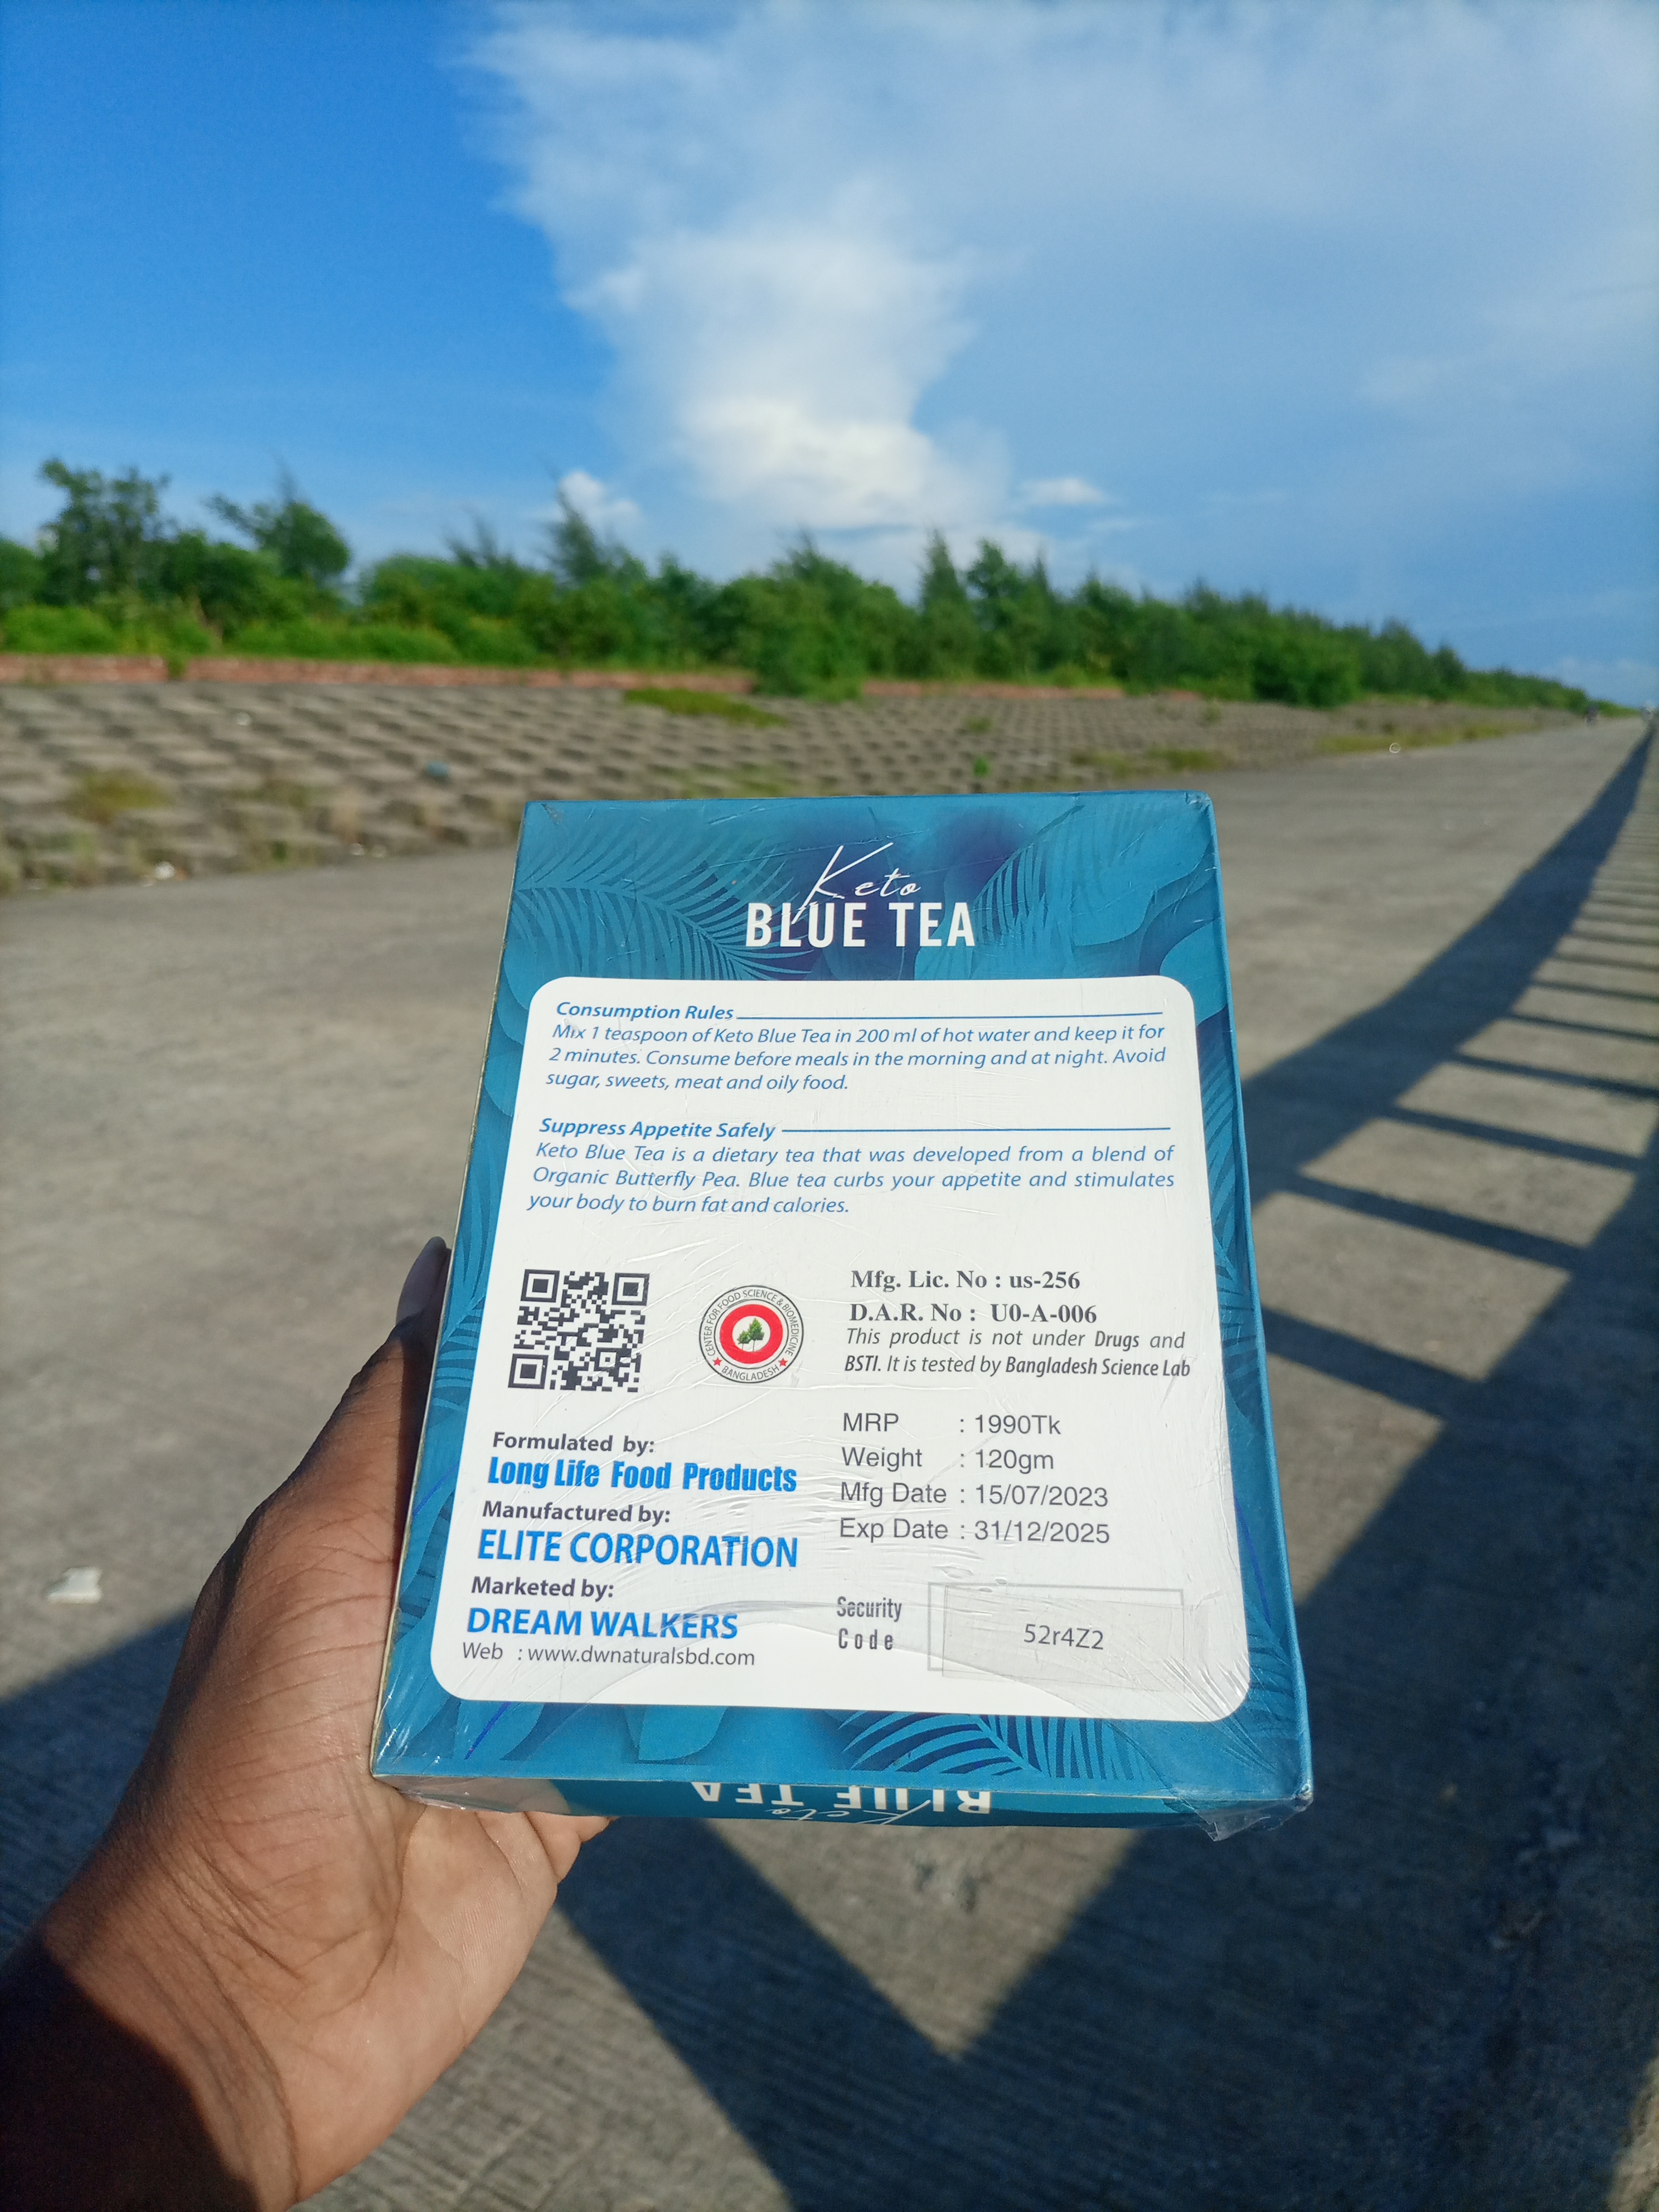 Keto
BLUE TEA
Consumption Rules
Mix 1 teaspoon of Keto Blue Tea in 200 ml of hot water and keep it for
2 minutes. Consume before meals in the morning and at night. Avoid
sugar, sweets, meat and oily food.
Suppress Appetite Safely
Keto Blue Tea is a dietary tea that was developed from a blend of
Organic Butterfly Pea. Blue tea curbs your appetite and stimulates
your body to burn fat and calories.
CENTER FOR FOOD SCIENCE & BIOMEDICINE
BANGLADESH
Mfg. Lic. No : us-256
D.A.R. No : U0-A-006
This product is not under Drugs and
BSTI. It is tested by Bangladesh Science Lab
Formulated by:
Long Life Food Products
Manufactured by:
ELITE CORPORATION
Marketed by:
DREAM WALKERS
Web : www.dwnaturalsbd.com
MRP : 1990Tk
Weight : 120gm
Mfg Date : 15/07/2023
Exp Date : 31/12/2025
Security
Code
52r4Z2
Keto
BLUE TEA